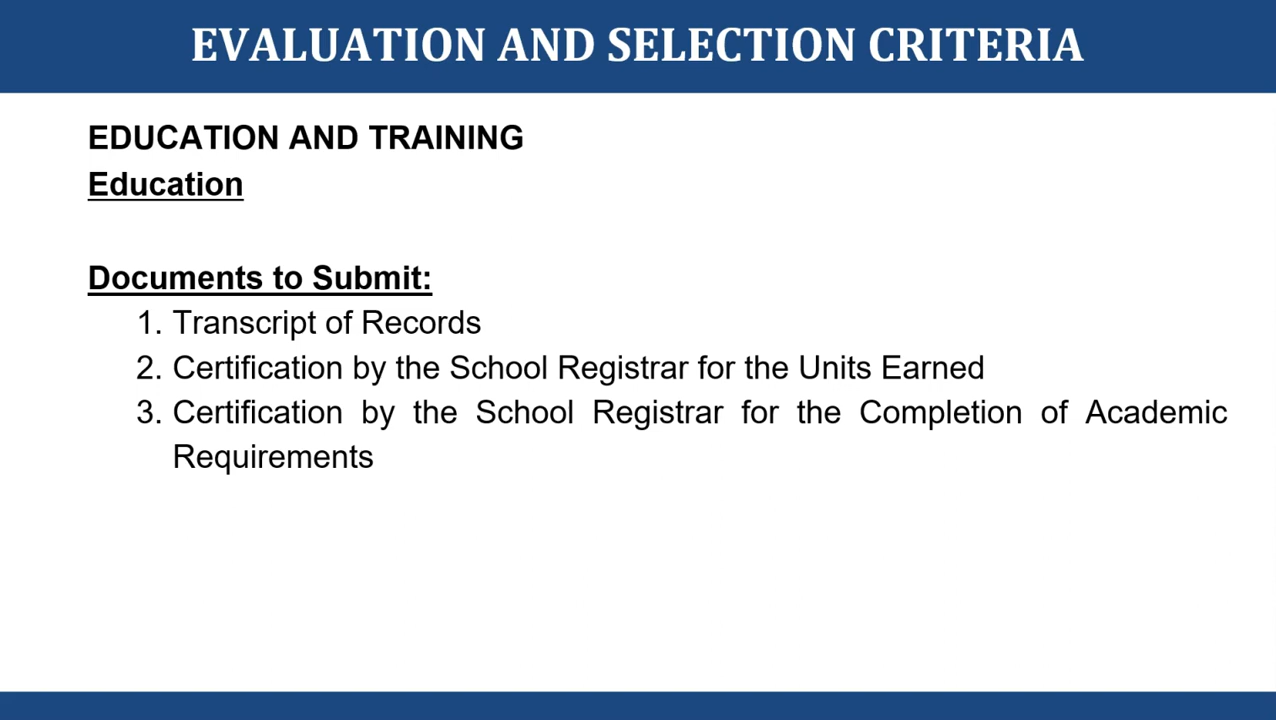 EVALUATION AND SELECTION CRITERIA
EDUCATION AND TRAINING
Education
Documents to Submit:
1. Transcript of Records
2. Certification by the School Registrar for the Units Earned
3. Certification by the School Registrar for the Completion of Academic
Requirements